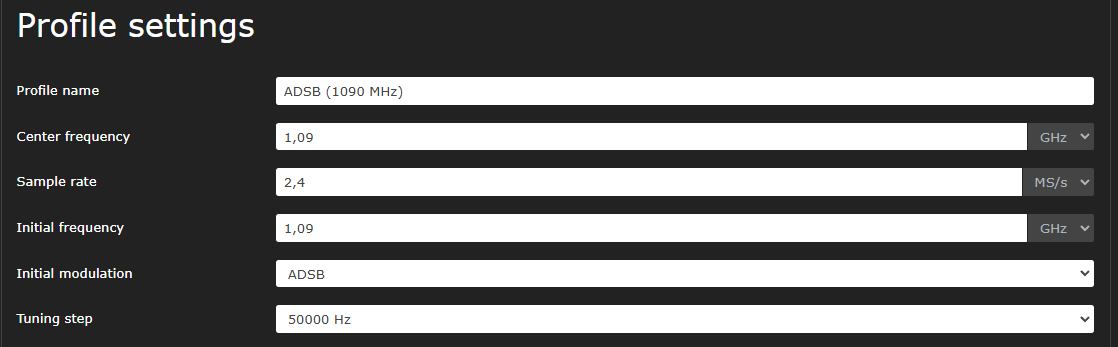 Profile settings
Profile name ADSB (1090 MHz)
Center frequency 1,09 GHz
Sample rate 2,4 MS/s
Initial frequency 1,09 GHz
Initial modulation ADSB
Tuning step 50000 Hz